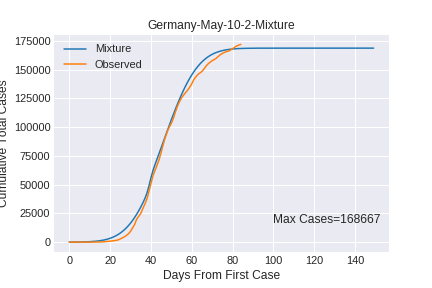 Germany-May-10-2-Mixture
Cumulative Total Cases
175000
150000
125000
100000
75000
50000
25000
0
Mixture
Observed
Max Cases=168667
0 20 40 60 80 100 120 140
Days From First Case